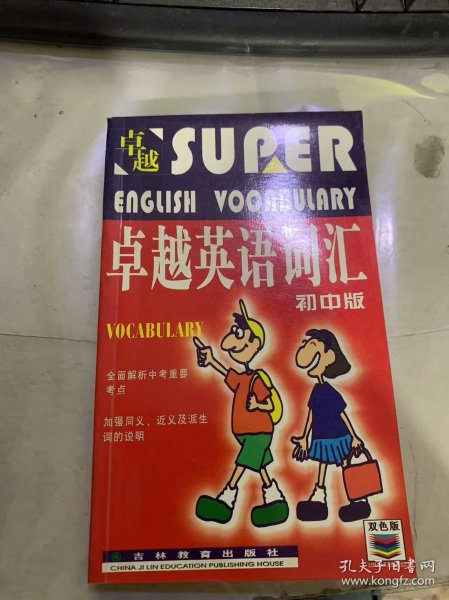 卓越
SUPER
ENGLISH VOCABULARY
卓越英语词汇
初中版
VOCABULARY
全面解析中考重要
考点
加强同义、近义及派生
词的说明
双色版
吉林教育出版社
CHINA JI LIN EDUCATION PUBLISHING HOUSE
孔夫子旧书网
kongfz.com